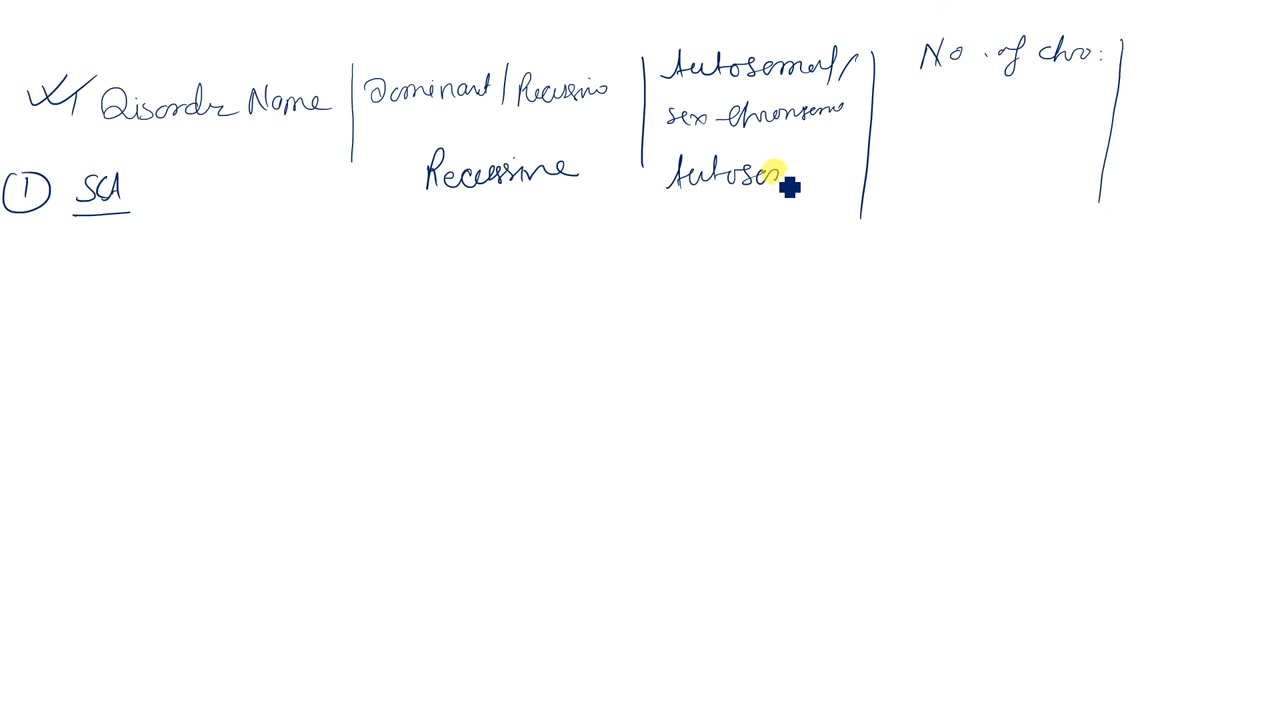 Disorder Name | Dominant / Recessive | Autosomal / sex-chromosome | No. of chro:
① SCA Recessive Autoso